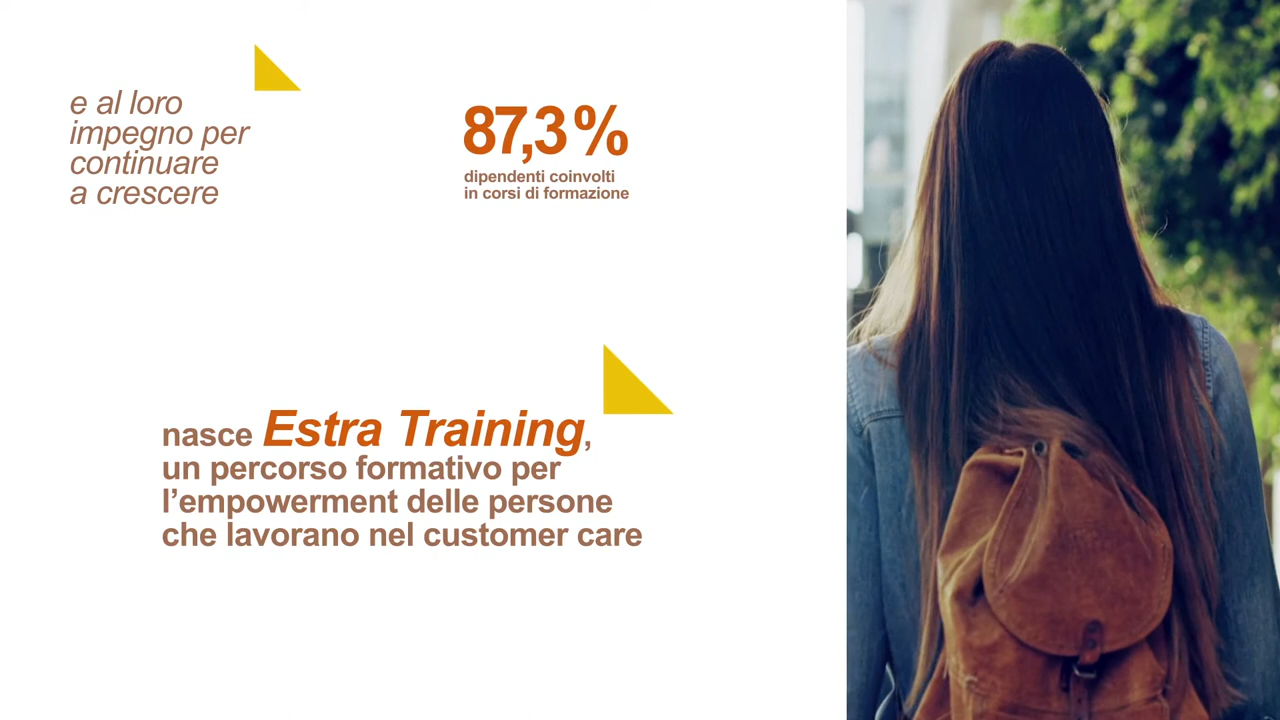 e al loro
impegno per
continuare
a crescere
87,3%
dipendenti coinvolti
in corsi di formazione
nasce Estra Training,
un percorso formativo per
l’empowerment delle persone
che lavorano nel customer care